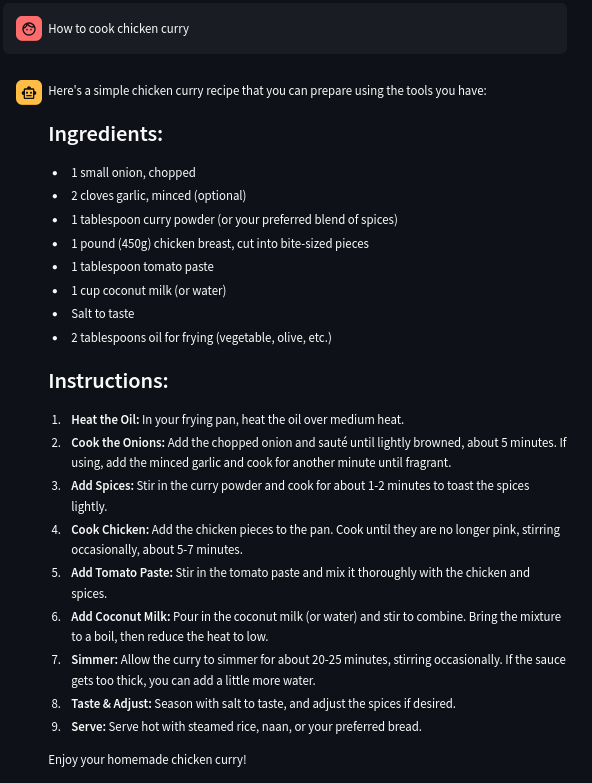 How to cook chicken curry
Here's a simple chicken curry recipe that you can prepare using the tools you have:
Ingredients:
• 1 small onion, chopped
• 2 cloves garlic, minced (optional)
• 1 tablespoon curry powder (or your preferred blend of spices)
• 1 pound (450g) chicken breast, cut into bite-sized pieces
• 1 tablespoon tomato paste
• 1 cup coconut milk (or water)
• Salt to taste
• 2 tablespoons oil for frying (vegetable, olive, etc.)
Instructions:
1. Heat the Oil: In your frying pan, heat the oil over medium heat.
2. Cook the Onions: Add the chopped onion and sauté until lightly browned, about 5 minutes. If
using, add the minced garlic and cook for another minute until fragrant.
3. Add Spices: Stir in the curry powder and cook for about 1-2 minutes to toast the spices
lightly.
4. Cook Chicken: Add the chicken pieces to the pan. Cook until they are no longer pink, stirring
occasionally, about 5-7 minutes.
5. Add Tomato Paste: Stir in the tomato paste and mix it thoroughly with the chicken and
spices.
6. Add Coconut Milk: Pour in the coconut milk (or water) and stir to combine. Bring the mixture
to a boil, then reduce the heat to low.
7. Simmer: Allow the curry to simmer for about 20-25 minutes, stirring occasionally. If the sauce
gets too thick, you can add a little more water.
8. Taste & Adjust: Season with salt to taste, and adjust the spices if desired.
9. Serve: Serve hot with steamed rice, naan, or your preferred bread.
Enjoy your homemade chicken curry!